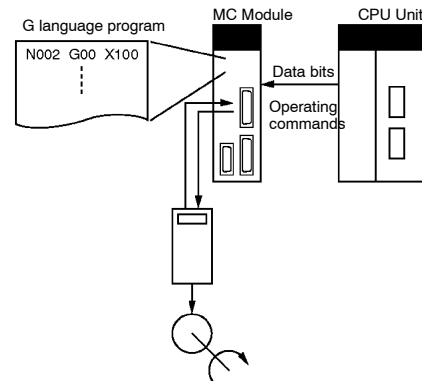 G language program
N002 G00 X100
MC Module
CPU Unit
Data bits
Operating
commands